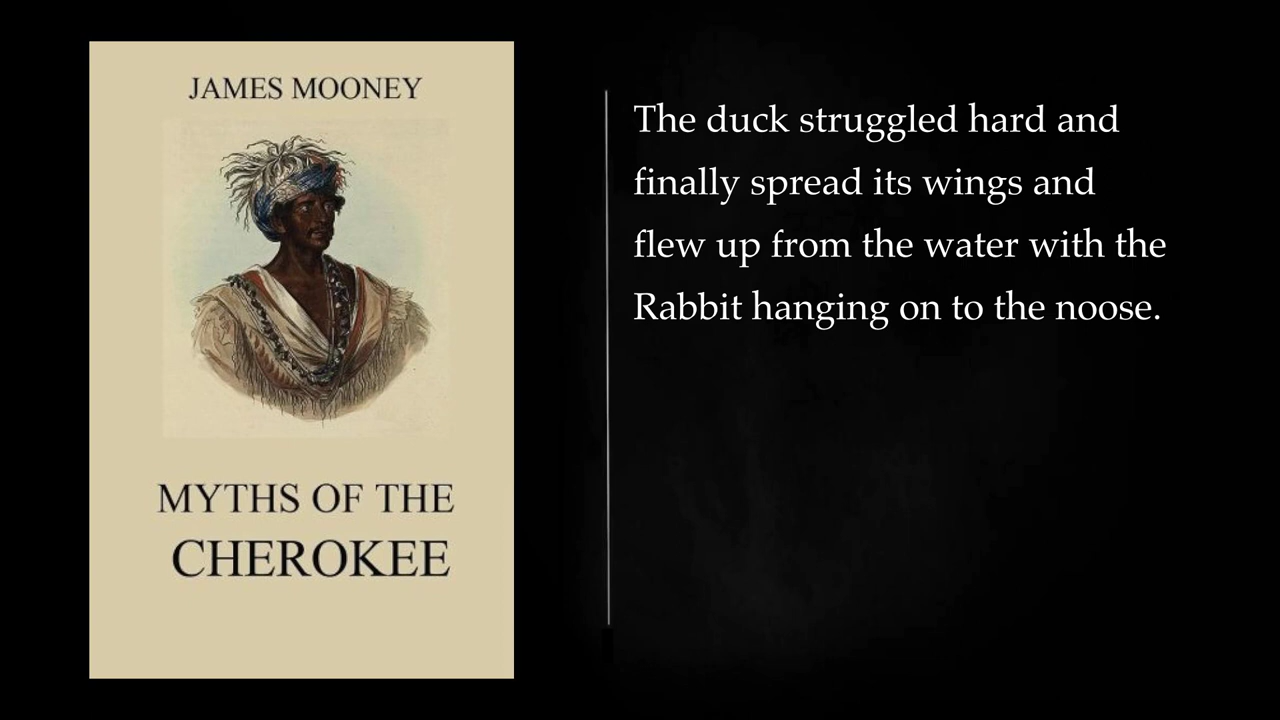 JAMES MOONEY
MYTHS OF THE
CHEROKEE
The duck struggled hard and
finally spread its wings and
flew up from the water with the
Rabbit hanging on to the noose.